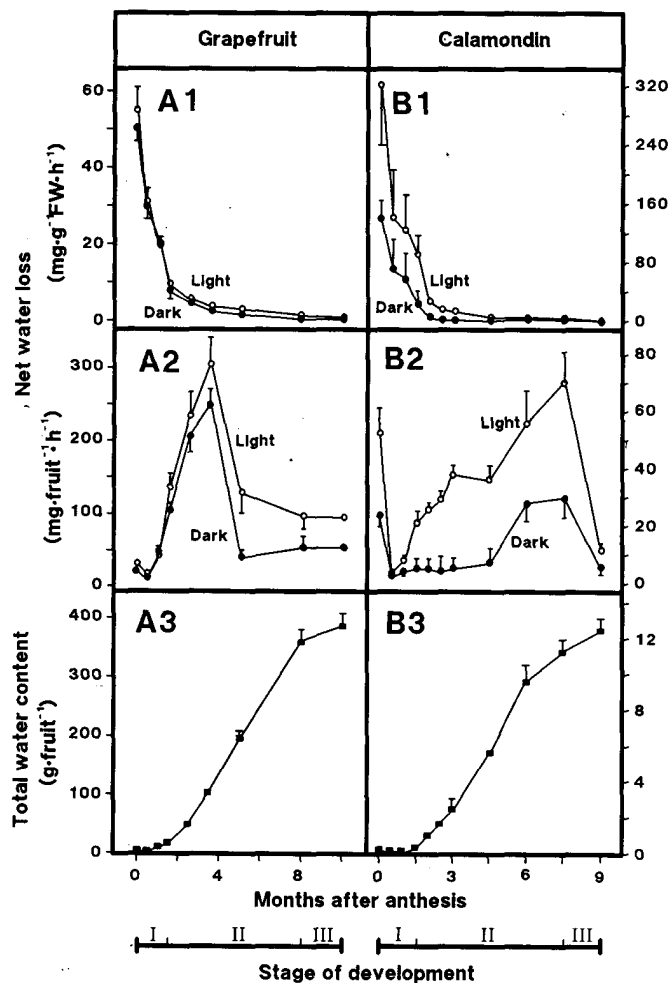 Grapefruit
Calamondin
A1
B1
60
40
20
0
320
240
160
80
0
Light
Dark
Light
Dark
Net water loss
(mg·g⁻¹FW·h⁻¹)
A2
B2
300
200
100
0
80
60
40
20
0
Light
Dark
Light
Dark
(mg·fruit⁻¹·h⁻¹)
A3
B3
400
300
200
100
0
12
8
4
0
Total water content
(g·fruit⁻¹)
0 4 8 0 3 6 9
Months after anthesis
I II III I II III
Stage of development